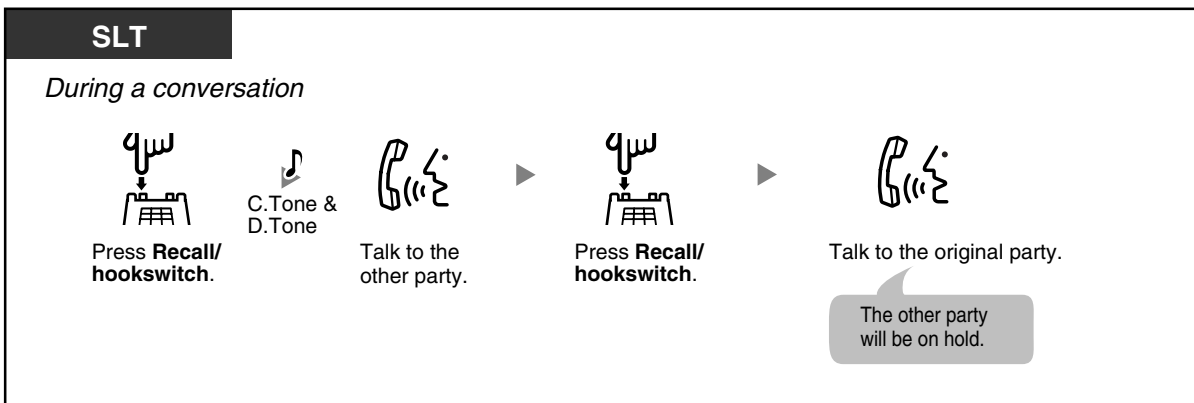 SLT
During a conversation
C.Tone &
D.Tone
Press Recall/
hookswitch.
Talk to the
other party.
Press Recall/
hookswitch.
Talk to the original party.
The other party
will be on hold.